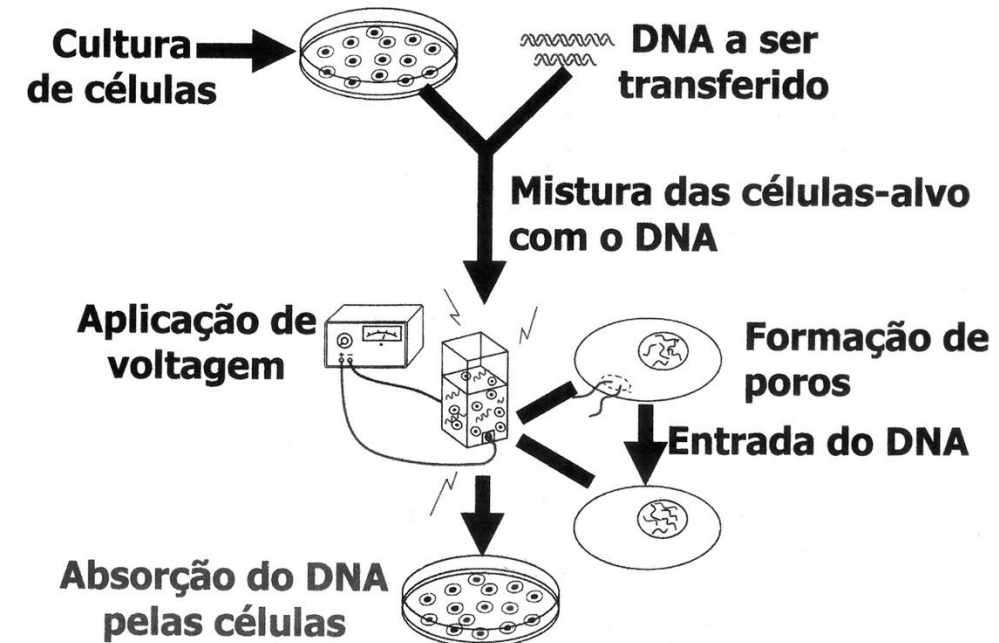 Cultura
de células
DNA a ser
transferido
Mistura das células-alvo
com o DNA
Aplicação de
voltagem
Formação de
poros
Entrada do DNA
Absorção do DNA
pelas células